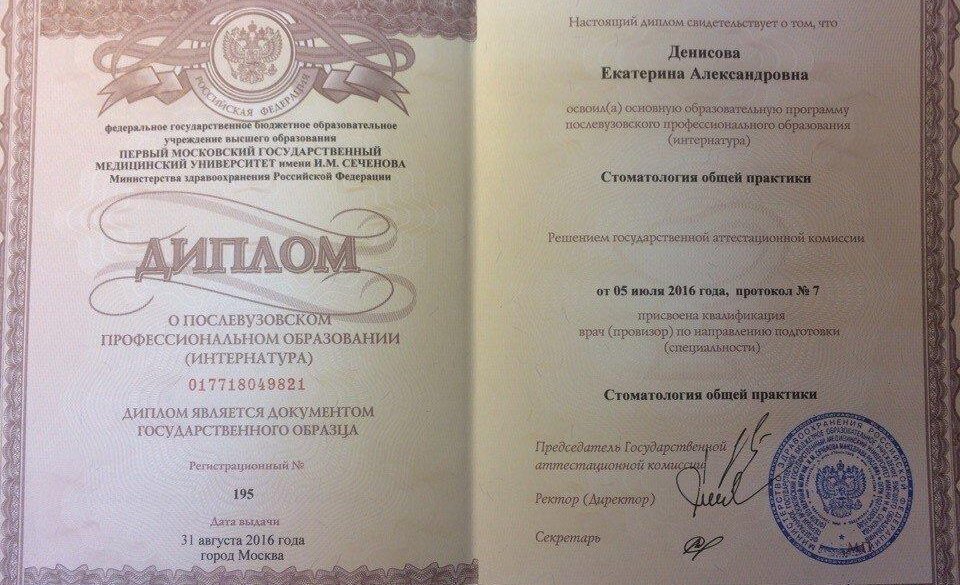 РОССИЙСКАЯ ФЕДЕРАЦИЯ
федеральное государственное бюджетное образовательное
учреждение высшего образования
ПЕРВЫЙ МОСКОВСКИЙ ГОСУДАРСТВЕННЫЙ
МЕДИЦИНСКИЙ УНИВЕРСИТЕТ имени И.М. СЕЧЕНОВА
Министерства здравоохранения Российской Федерации
ДИПЛОМ
О ПОСЛЕВУЗОВСКОМ
ПРОФЕССИОНАЛЬНОМ ОБРАЗОВАНИИ
(ИНТЕРНАТУРА)
017718049821
ДИПЛОМ ЯВЛЯЕТСЯ ДОКУМЕНТОМ
ГОСУДАРСТВЕННОГО ОБРАЗЦА
Регистрационный №
195
Дата выдачи
31 августа 2016 года
город Москва
Настоящий диплом свидетельствует о том, что
Денисова
Екатерина Александровна
освоил(а) основную образовательную программу
послевузовского профессионального образования
(интернатура)
Стоматология общей практики
Решением государственной аттестационной комиссии
от 05 июля 2016 года, протокол № 7
присвоена квалификация
врач (провизор) по направлению подготовки
(специальности)
Стоматология общей практики
Председатель Государственной
аттестационной комиссии
Ректор (Директор)
Секретарь
МИНИСТЕРСТВО ЗДРАВООХРАНЕНИЯ РОССИЙСКОЙ ФЕДЕРАЦИИ